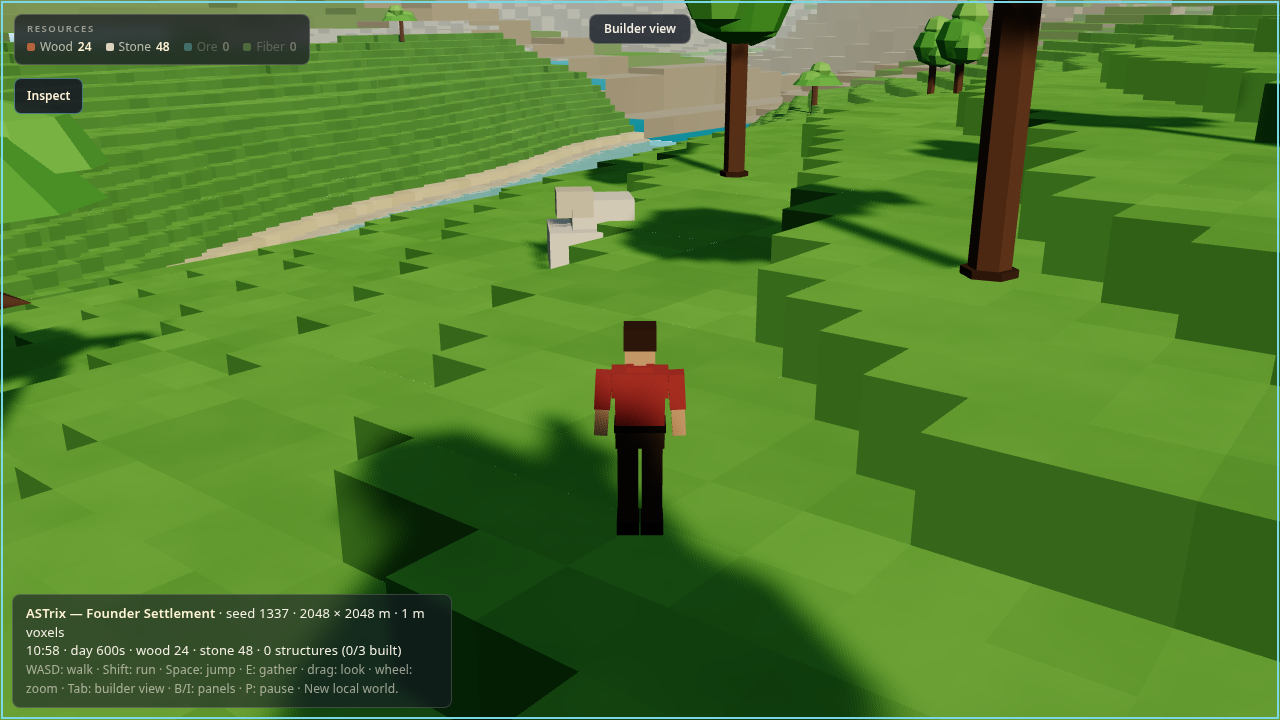 RESOURCES
Wood 24 Stone 48 Ore 0 Fiber 0
Builder view
Inspect
ASTrix — Founder Settlement · seed 1337 · 2048 × 2048 m · 1 m
voxels
10:58 · day 600s · wood 24 · stone 48 · 0 structures (0/3 built)
WASD: walk · Shift: run · Space: jump · E: gather · drag: look · wheel:
zoom · Tab: builder view · B/I: panels · P: pause · New local world.